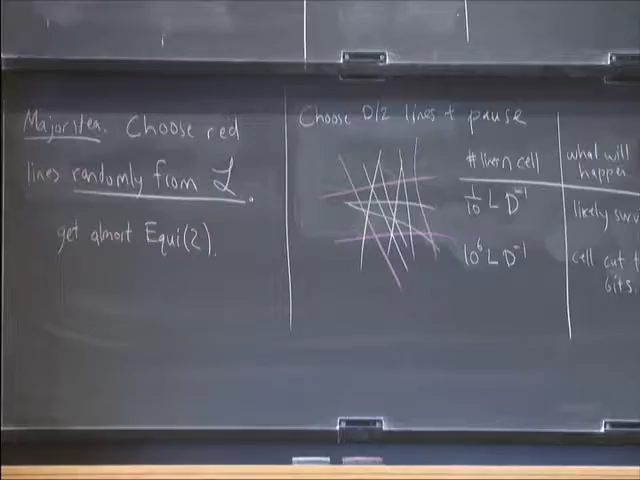 Major idea. Choose red
lines randomly from L.
get almost Equi(2).
Choose D/2 lines + pause
# lines in cell
what will
happen
1/10 L D^-1
likely surv
10^6 L D^-1
cell cut t
bits.